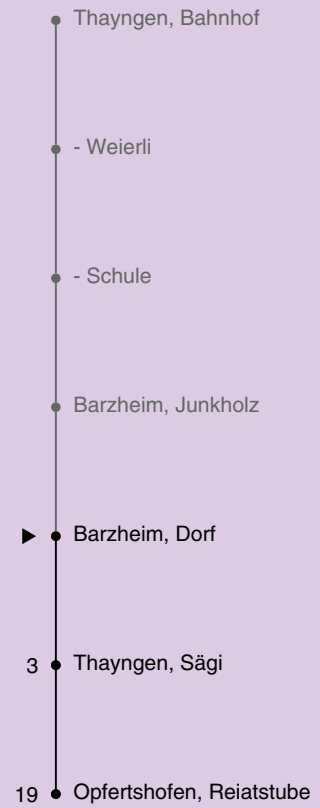 Thayngen, Bahnhof
- Weierli
- Schule
Barzheim, Junkholz
Barzheim, Dorf
3 Thayngen, Sägi
19 Opfertshofen, Reiatstube